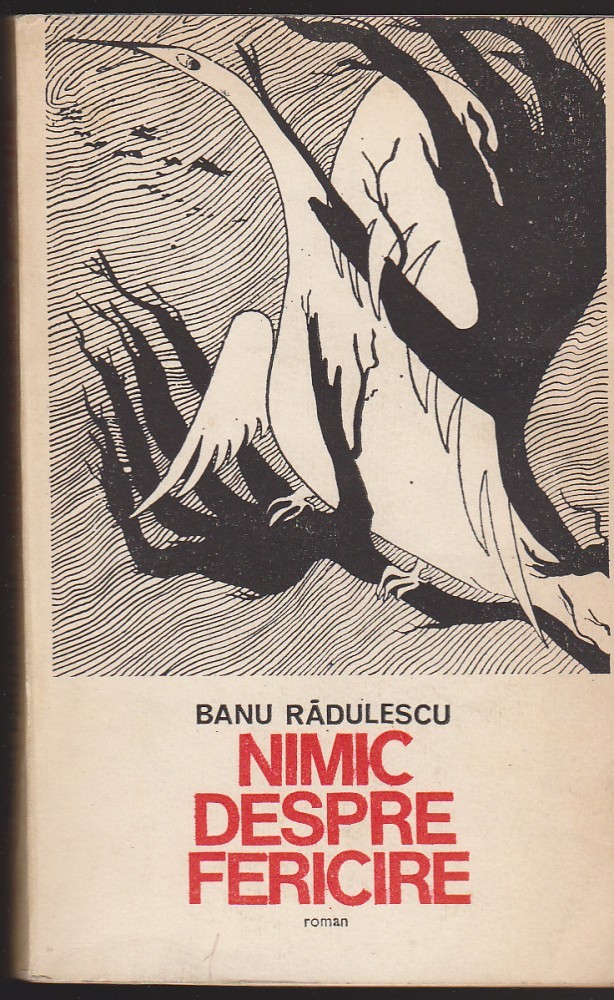 BANU RĂDULESCU
NIMIC
DESPRE
FERICIRE
roman